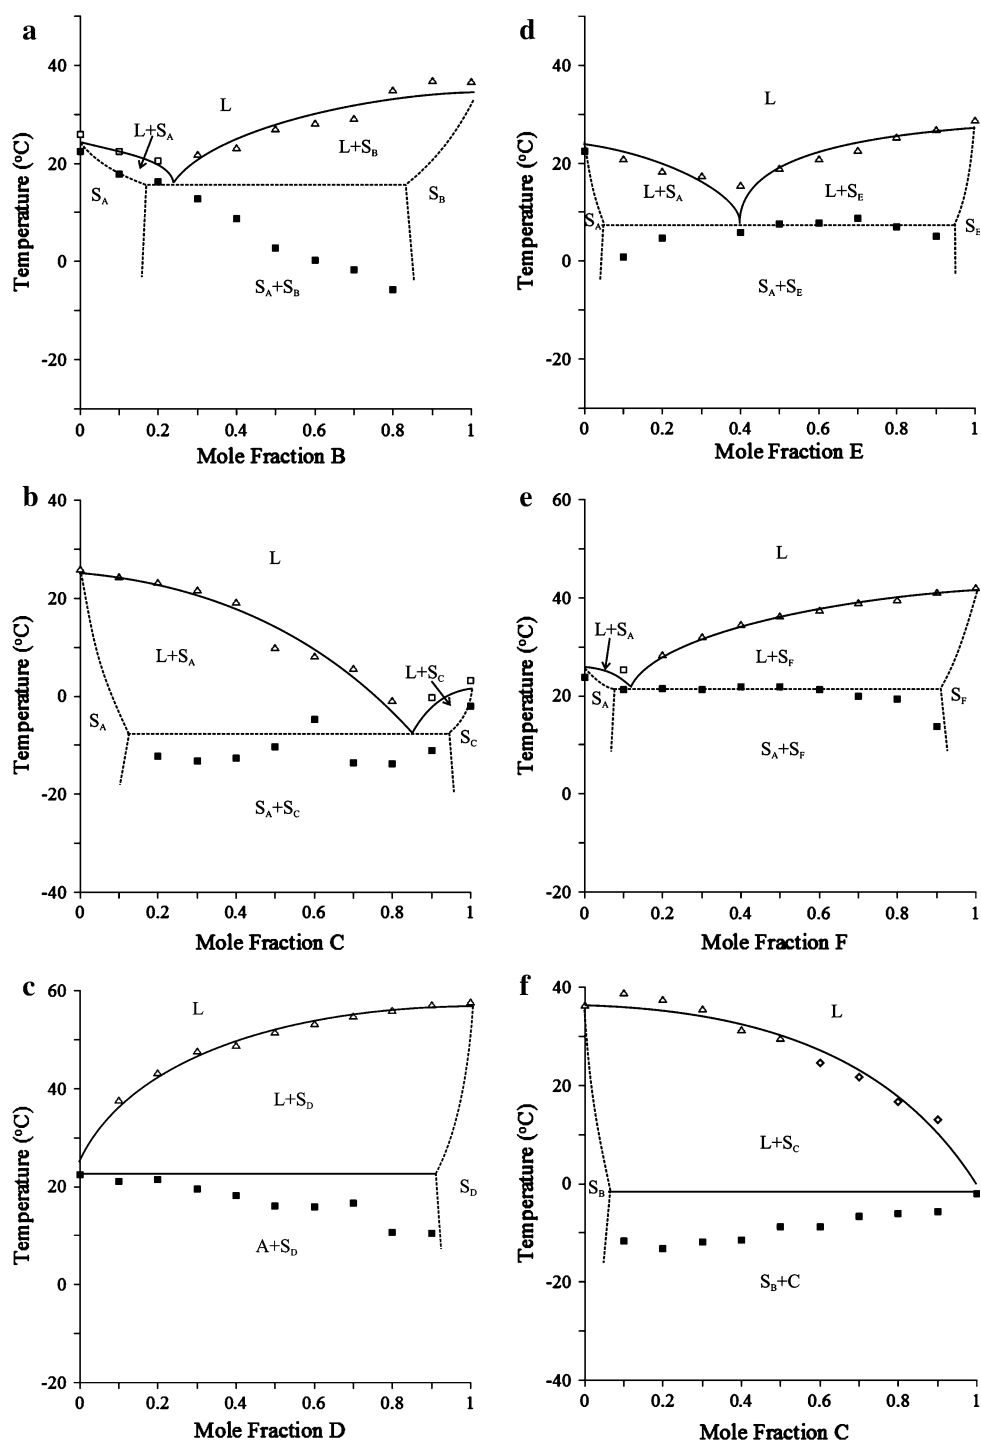 a
40
20
0
-20
Temperature (°C)
L
L+S_A
L+S_B
S_A
S_B
S_A+S_B
0 0.2 0.4 0.6 0.8 1
Mole Fraction B
d
40
20
0
-20
Temperature (°C)
L
L+S_A
L+S_E
S_A
S_E
S_A+S_E
0 0.2 0.4 0.6 0.8 1
Mole Fraction E
b
40
20
0
-20
-40
Temperature (°C)
L
L+S_A
L+S_C
S_A
S_C
S_A+S_C
0 0.2 0.4 0.6 0.8 1
Mole Fraction C
e
60
40
20
0
-20
Temperature (°C)
L
L+S_A
L+S_F
S_A
S_F
S_A+S_F
0 0.2 0.4 0.6 0.8 1
Mole Fraction F
c
60
40
20
0
-20
Temperature (°C)
L
L+S_D
S_D
A+S_D
0 0.2 0.4 0.6 0.8 1
Mole Fraction D
f
40
20
0
-20
-40
Temperature (°C)
L
L+S_C
S_B
S_B+C
0 0.2 0.4 0.6 0.8 1
Mole Fraction C